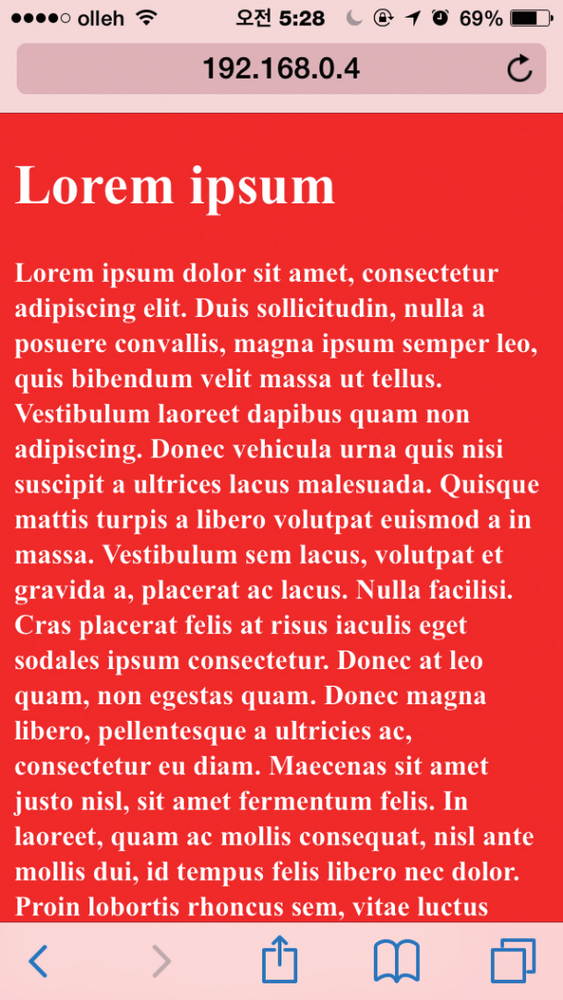 olleh 오전 5:28 69%
192.168.0.4
Lorem ipsum
Lorem ipsum dolor sit amet, consectetur
adipiscing elit. Duis sollicitudin, nulla a
posuere convallis, magna ipsum semper leo,
quis bibendum velit massa ut tellus.
Vestibulum laoreet dapibus quam non
adipiscing. Donec vehicula urna quis nisi
suscipit a ultrices lacus malesuada. Quisque
mattis turpis a libero volutpat euismod a in
massa. Vestibulum sem lacus, volutpat et
gravida a, placerat ac lacus. Nulla facilisi.
Cras placerat felis at risus iaculis eget
sodales ipsum consectetur. Donec at leo
quam, non egestas quam. Donec magna
libero, pellentesque a ultricies ac,
consectetur eu diam. Maecenas sit amet
justo nisl, sit amet fermentum felis. In
laoreet, quam ac mollis consequat, nisl ante
mollis dui, id tempus felis libero nec dolor.
Proin lobortis rhoncus sem, vitae luctus